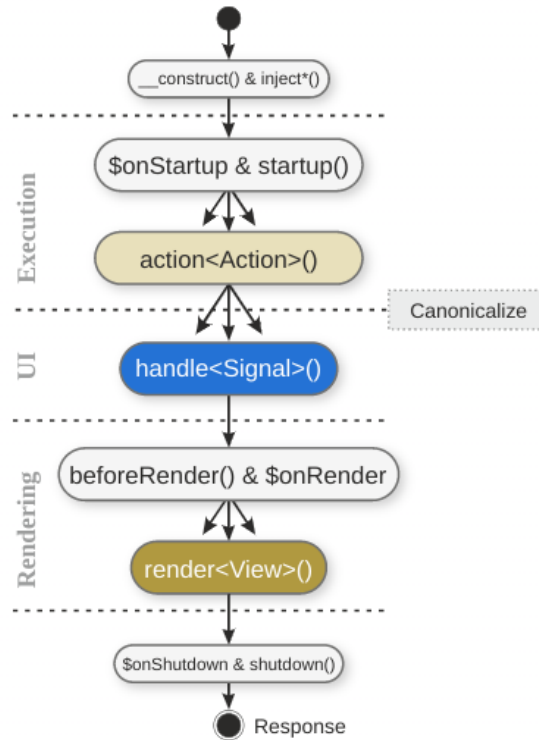 __construct() & inject*()
$onStartup & startup()
Execution
action<Action>()
Canonicalize
UI
handle<Signal>()
beforeRender() & $onRender
Rendering
render<View>()
$onShutdown & shutdown()
Response